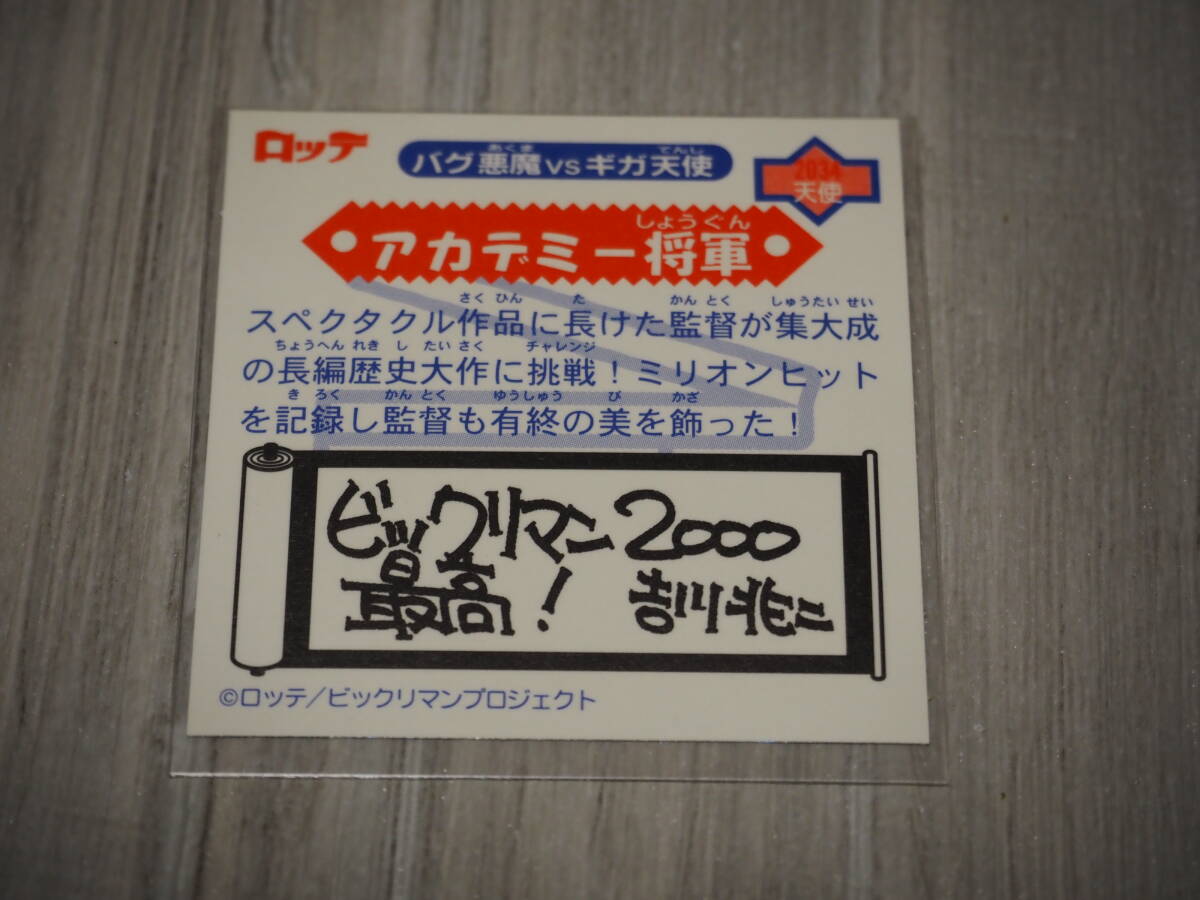 ロッテ
バグ悪魔vsギガ天使
2034
天使
アカデミー将軍
スペクタクル作品に長けた監督が集大成
の長編歴史大作に挑戦！ミリオンヒット
を記録し監督も有終の美を飾った！
ビックリマン2000
最高！ 吉川兆二
©ロッテ/ビックリマンプロジェクト